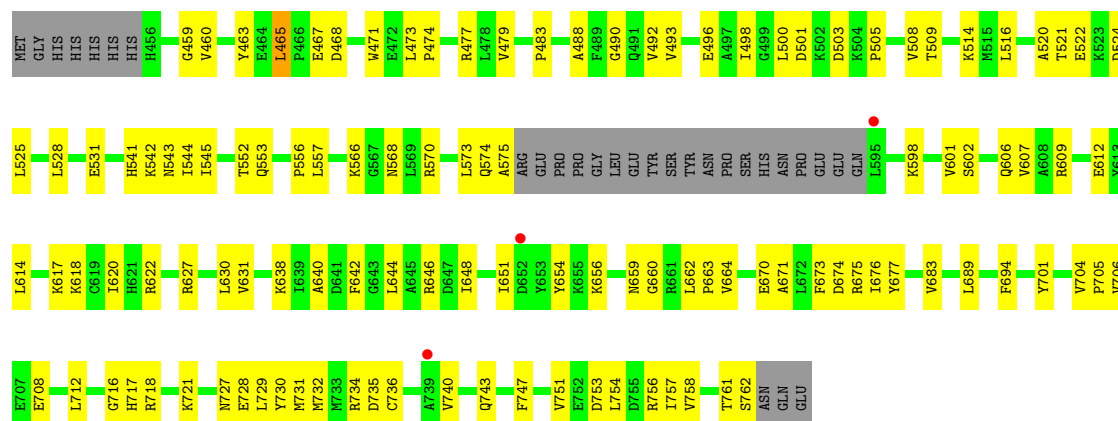 MET GLY HIS HIS HIS HIS HIS HIS H456 G459 V460 Y463 E464 L465 P466 E467 D468 W471 E472 L473 P474 R477 L478 V479 P483 A488 F489 G490 Q491 V492 V493 E496 A497 I498 G499 L500 D501 K502 D503 K504 P505 V508 T509 K514 M515 L516 A520 T521 E522 K523 D524
L525 L528 E531 H541 K542 N543 I544 I545 T552 Q553 P556 L557 K566 G567 N568 L569 R570 L573 Q574 A575 ARG GLU PRO PRO GLY LEU GLU TYR SER TYR ASN PRO SER HIS ASN PRO GLU GLU GLN L595 K598 V601 S602 Q606 V607 A608 R609 E612 Y613
L614 K617 K618 C619 I620 H621 R622 R627 L630 V631 K638 I639 A640 D641 F642 G643 L644 A645 R646 D647 I648 I651 D652 Y653 Y654 K655 K656 N659 G660 R661 L662 P663 V664 E670 A671 L672 F673 D674 R675 I676 Y677 V683 L689 F694 Y701 V704 P705 V706
E707 E708 L712 G716 H717 R718 K721 N727 E728 L729 Y730 M731 M732 M733 R734 D735 C736 A739 V740 Q743 F747 V751 E752 D753 L754 D755 R756 I757 V758 T761 S762 ASN GLN GLU